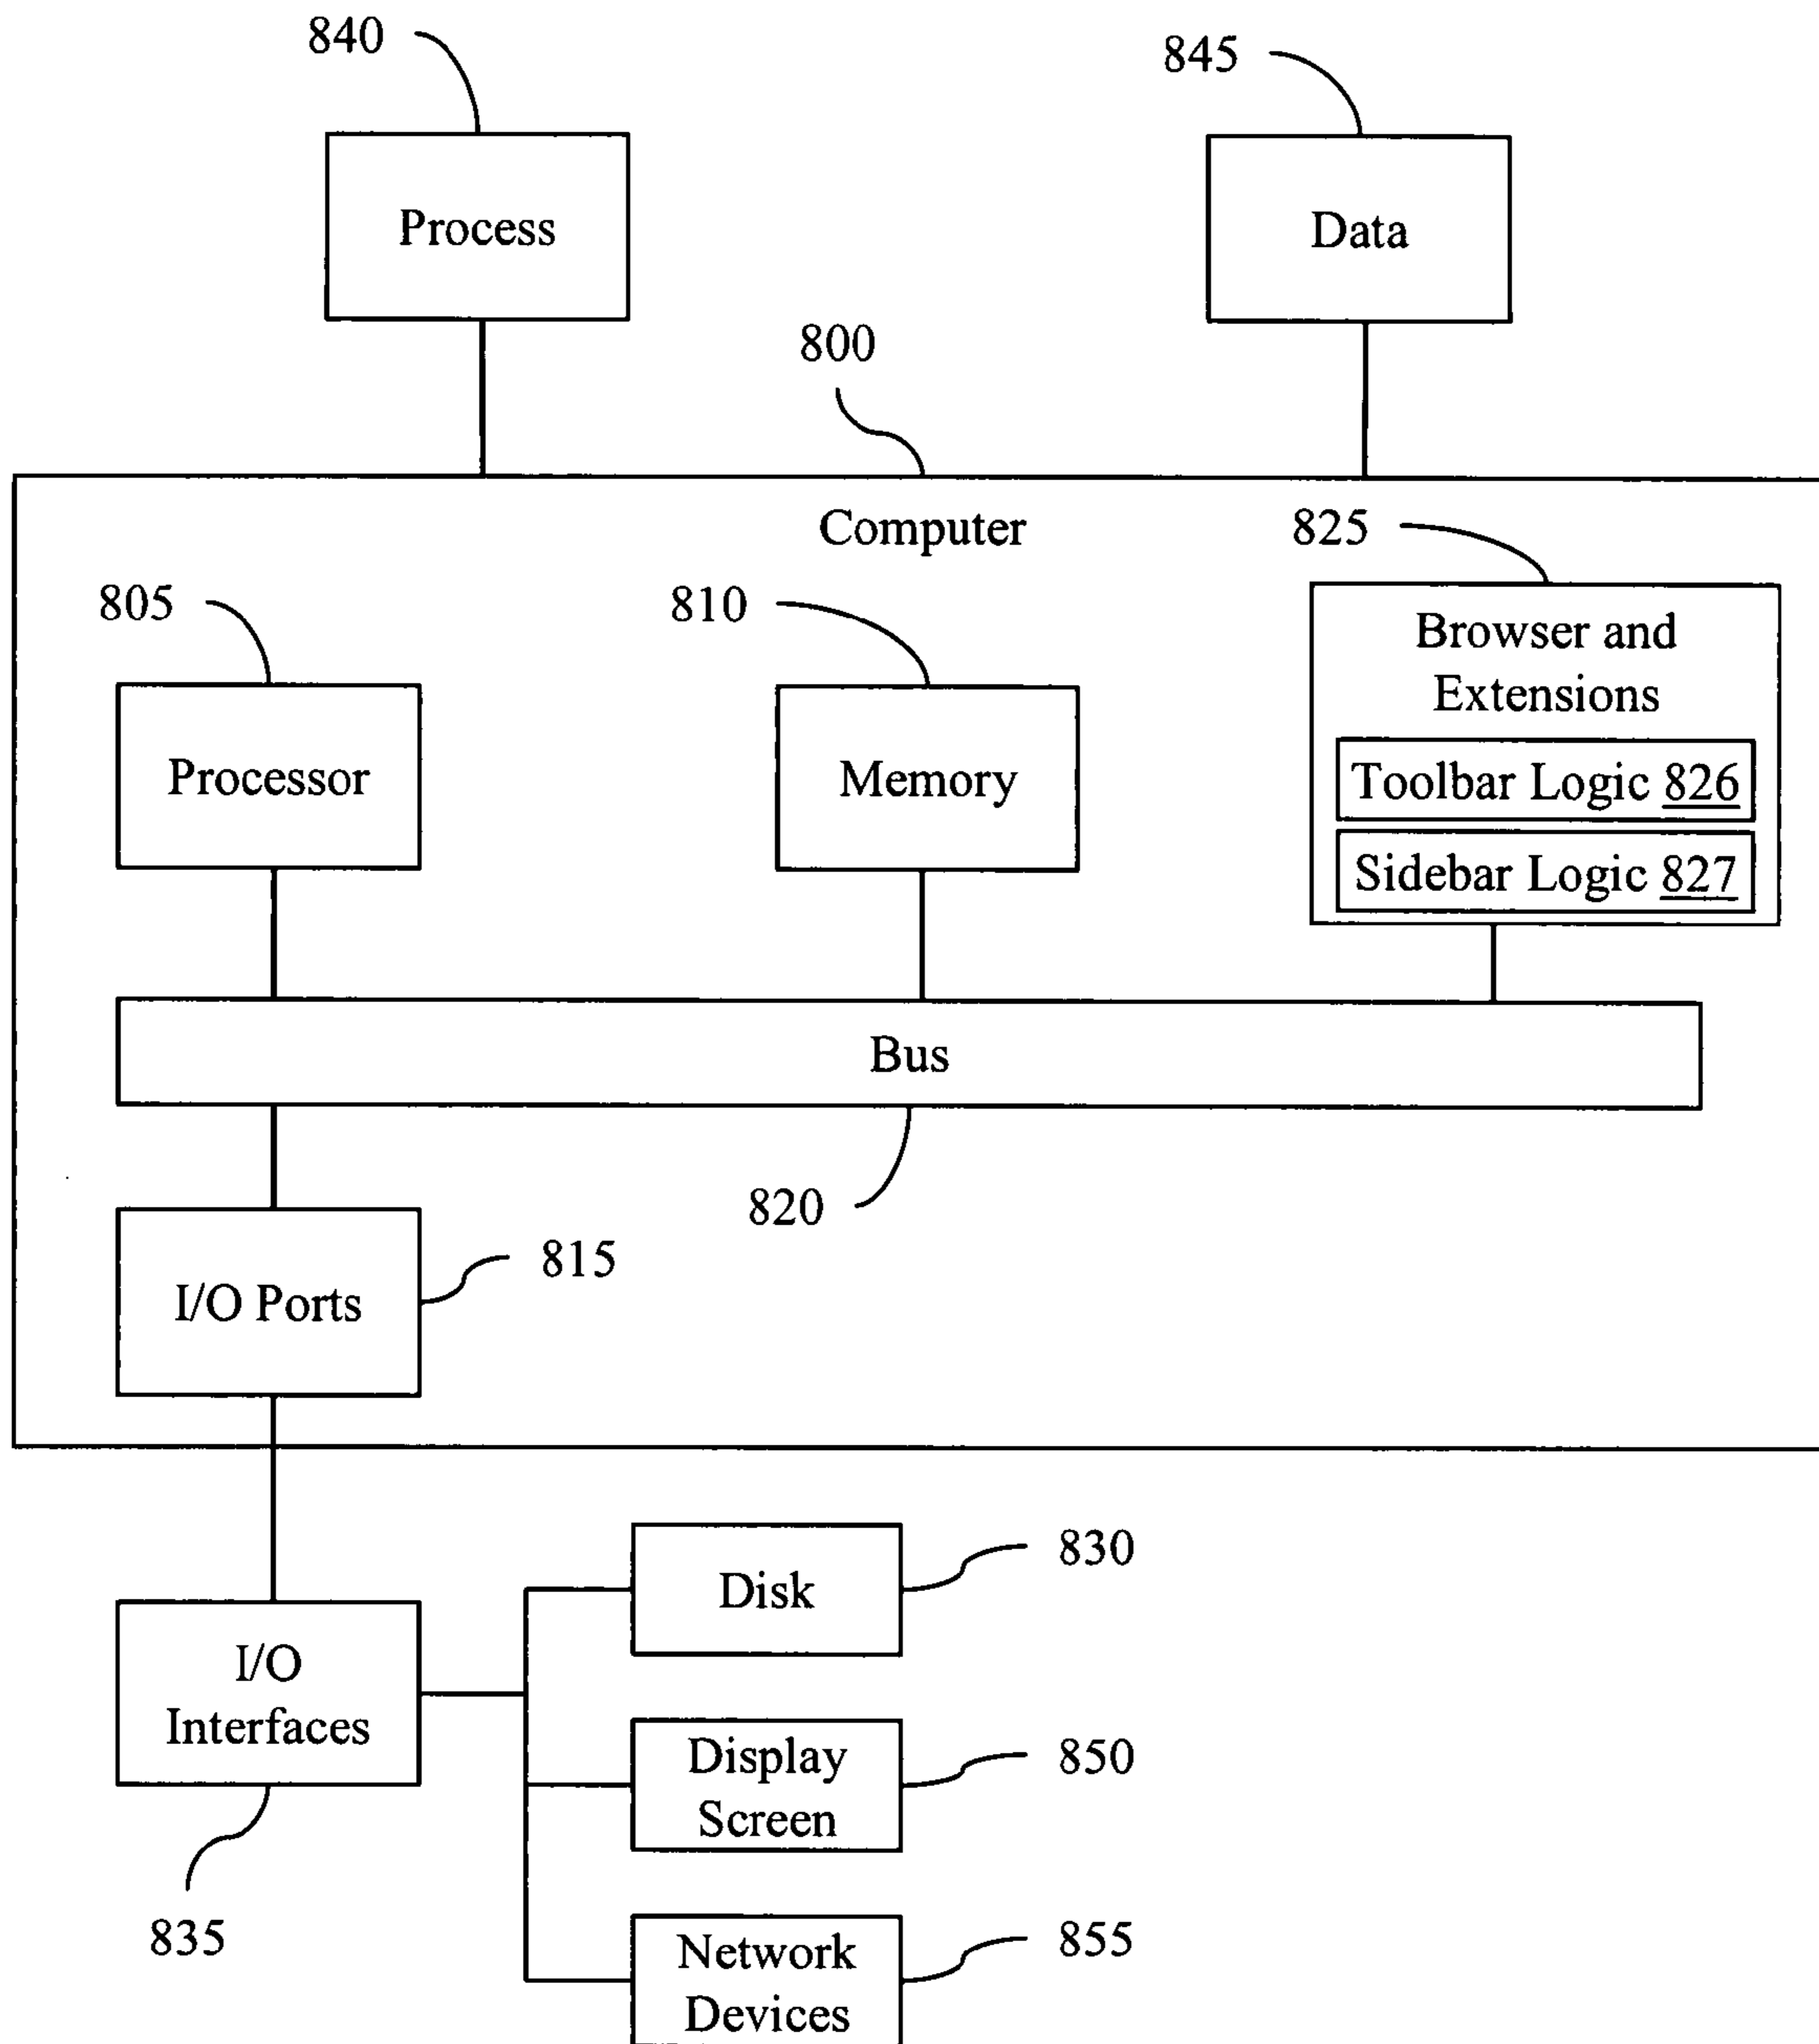 840
845
Process
Data
800
Computer
825
805
810
Browser and
Extensions
Processor
Memory
Toolbar Logic 826
Sidebar Logic 827
Bus
820
815
I/O Ports
830
Disk
I/O
Interfaces
Display
Screen
850
835
Network
Devices
855